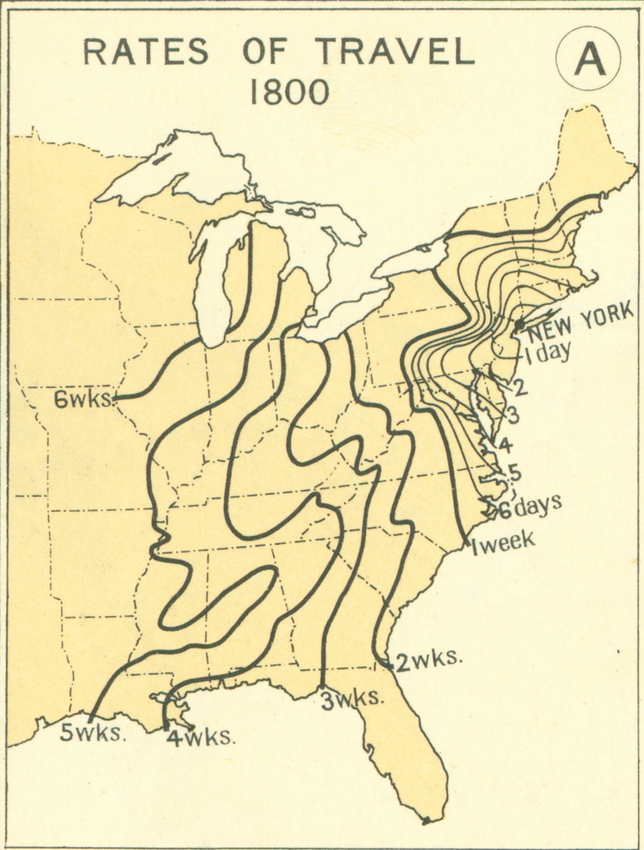 RATES OF TRAVEL
1800
A
NEW YORK
1 day
2
3
4
5
6 days
1 week
2 wks.
3 wks.
4 wks.
5 wks.
6 wks.